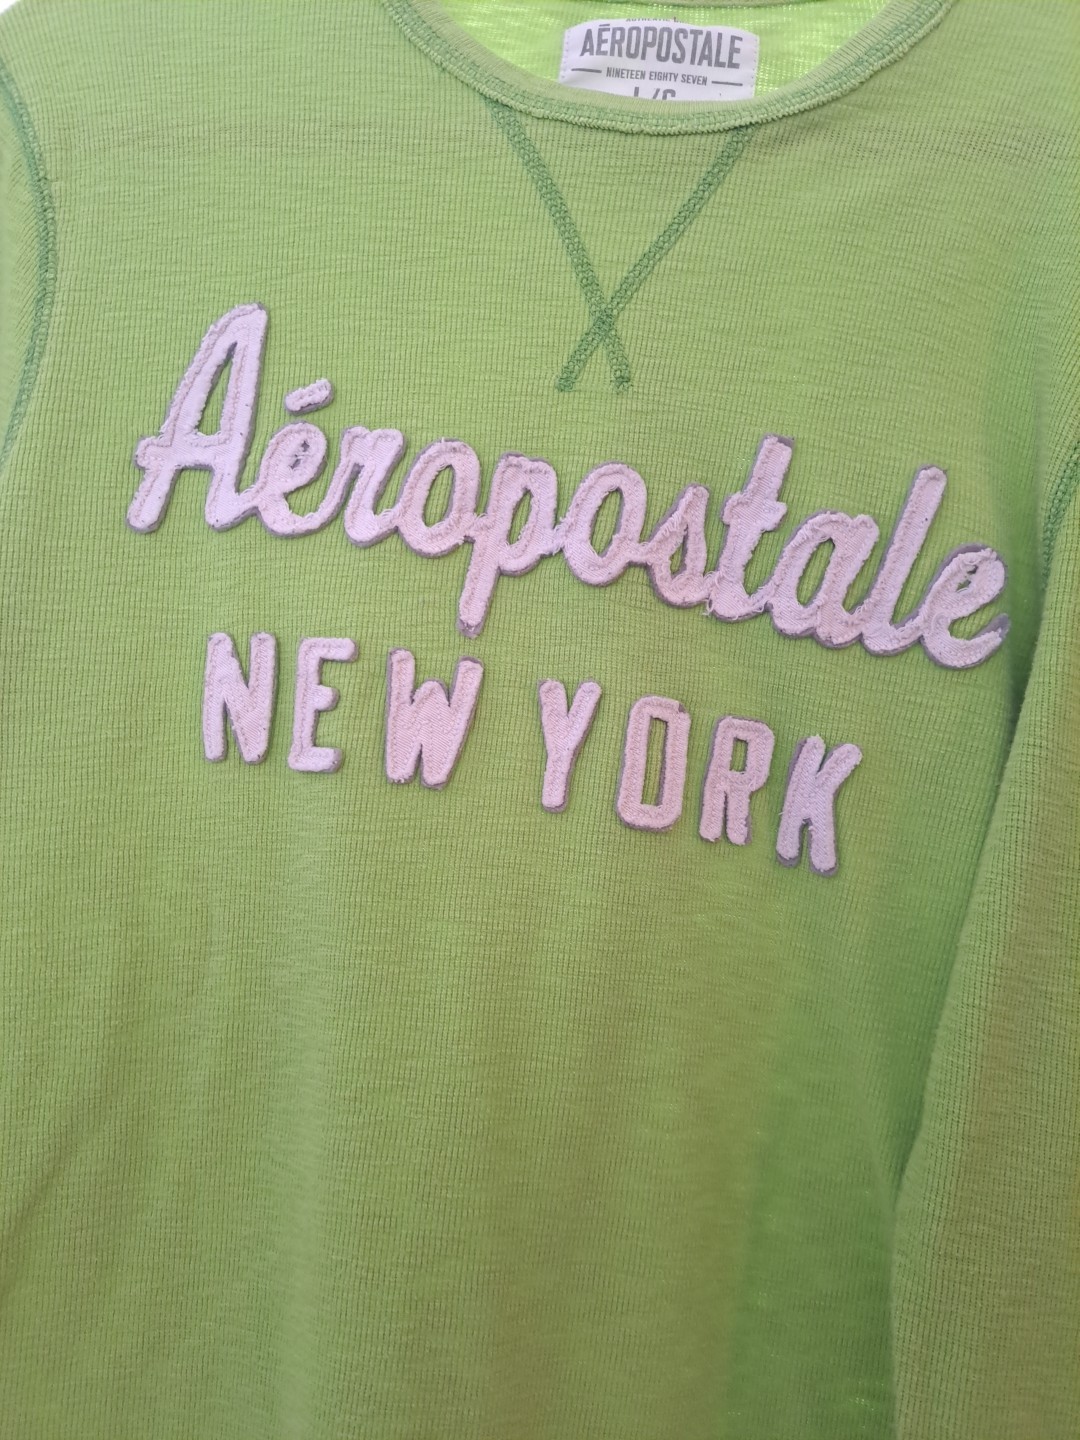 AÉROPOSTALE
NINETEEN EIGHTY SEVEN
Aéropostale
NEW YORK